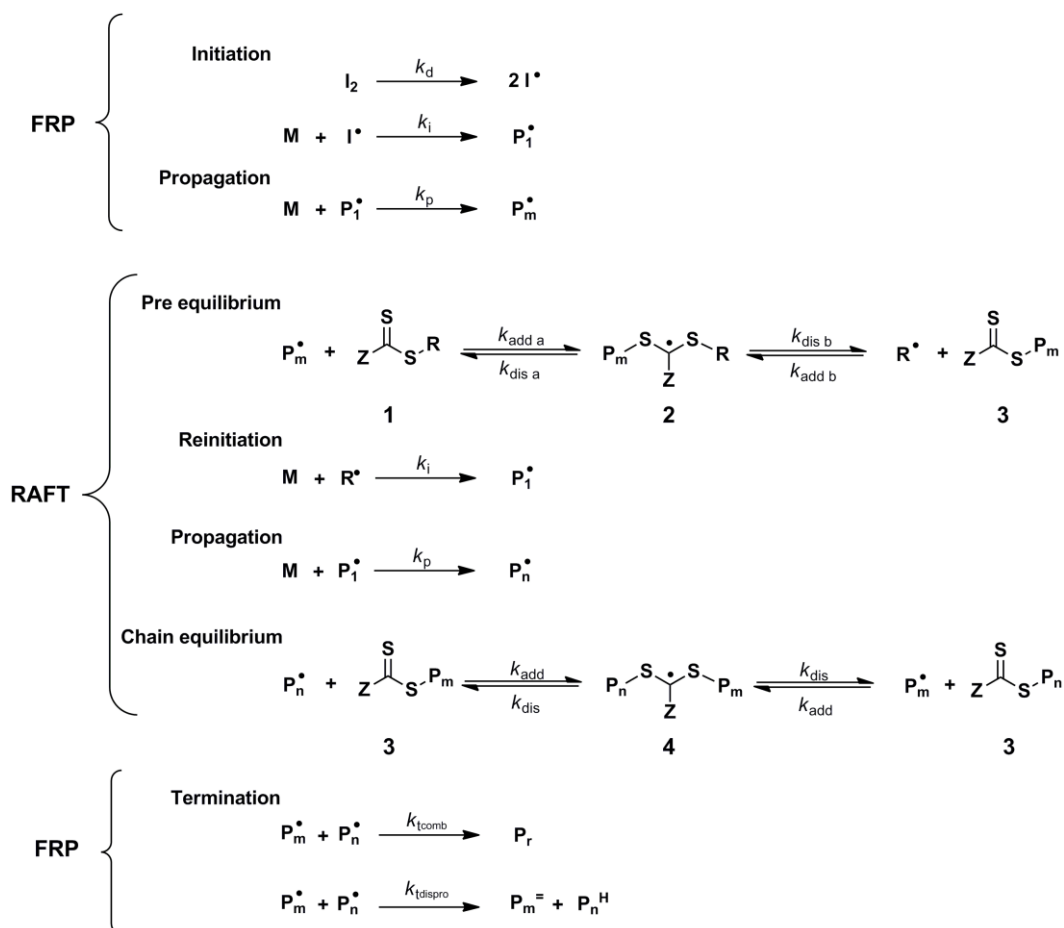 Initiation
I2 kd 2 I•
FRP
M + I• ki P1•
Propagation
M + P1• kp Pm•
Pre equilibrium
Pm• + S Z S R kadd a kdis a Pm S • S R Z kdis b kadd b R• + S Z S Pm
1 2 3
Reinitiation
M + R• ki P1•
RAFT
Propagation
M + P1• kp Pn•
Chain equilibrium
Pn• + S Z S Pm kadd kdis Pn S • S Pm Z kdis kadd Pm• + S Z S Pn
3 4 3
Termination
Pm• + Pn• ktcomb Pr
FRP
Pm• + Pn• ktdispro Pm= + PnH